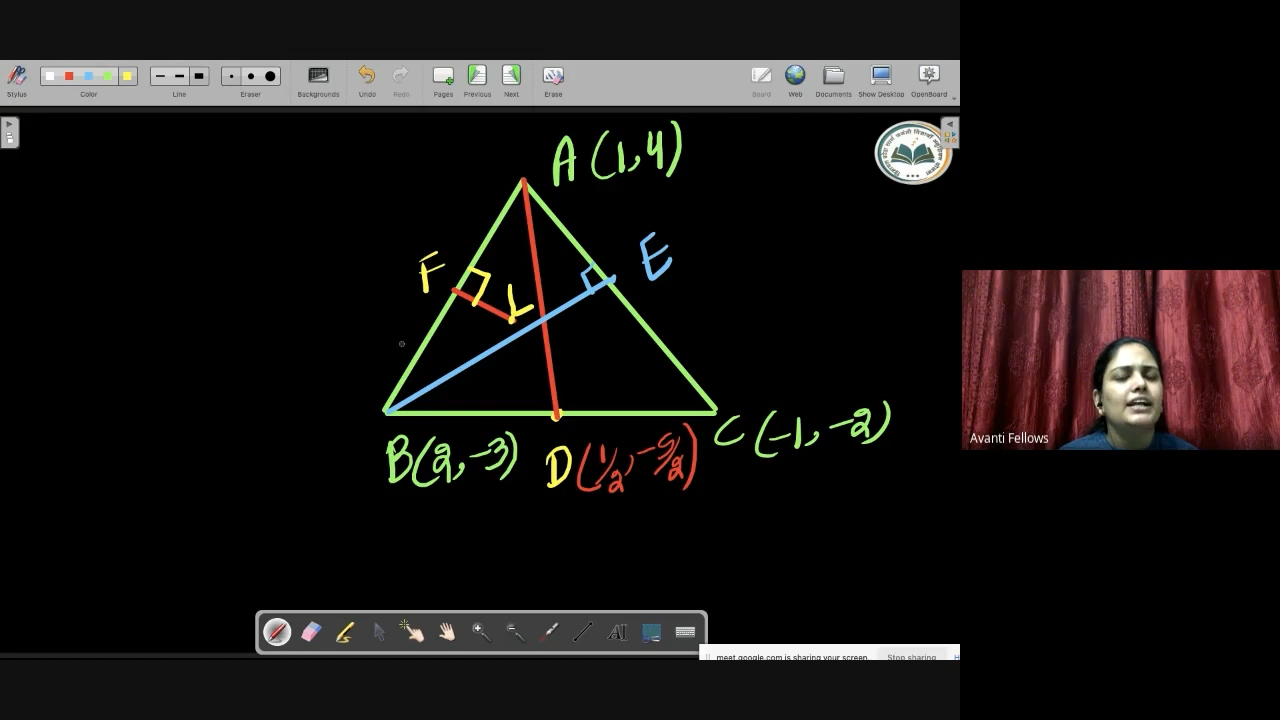 Stylus
Color
Line
Eraser
Backgrounds
Undo
Redo
Pages
Previous
Next
Erase
Board
Web
Documents
Show Desktop
OpenBoard
A (1,4)
F
L
E
B(2,-3)
D(1/2,-5/2)
C (-1,-2)
Avanti Fellows
AI
meet.google.com is sharing your screen.
Stop sharing